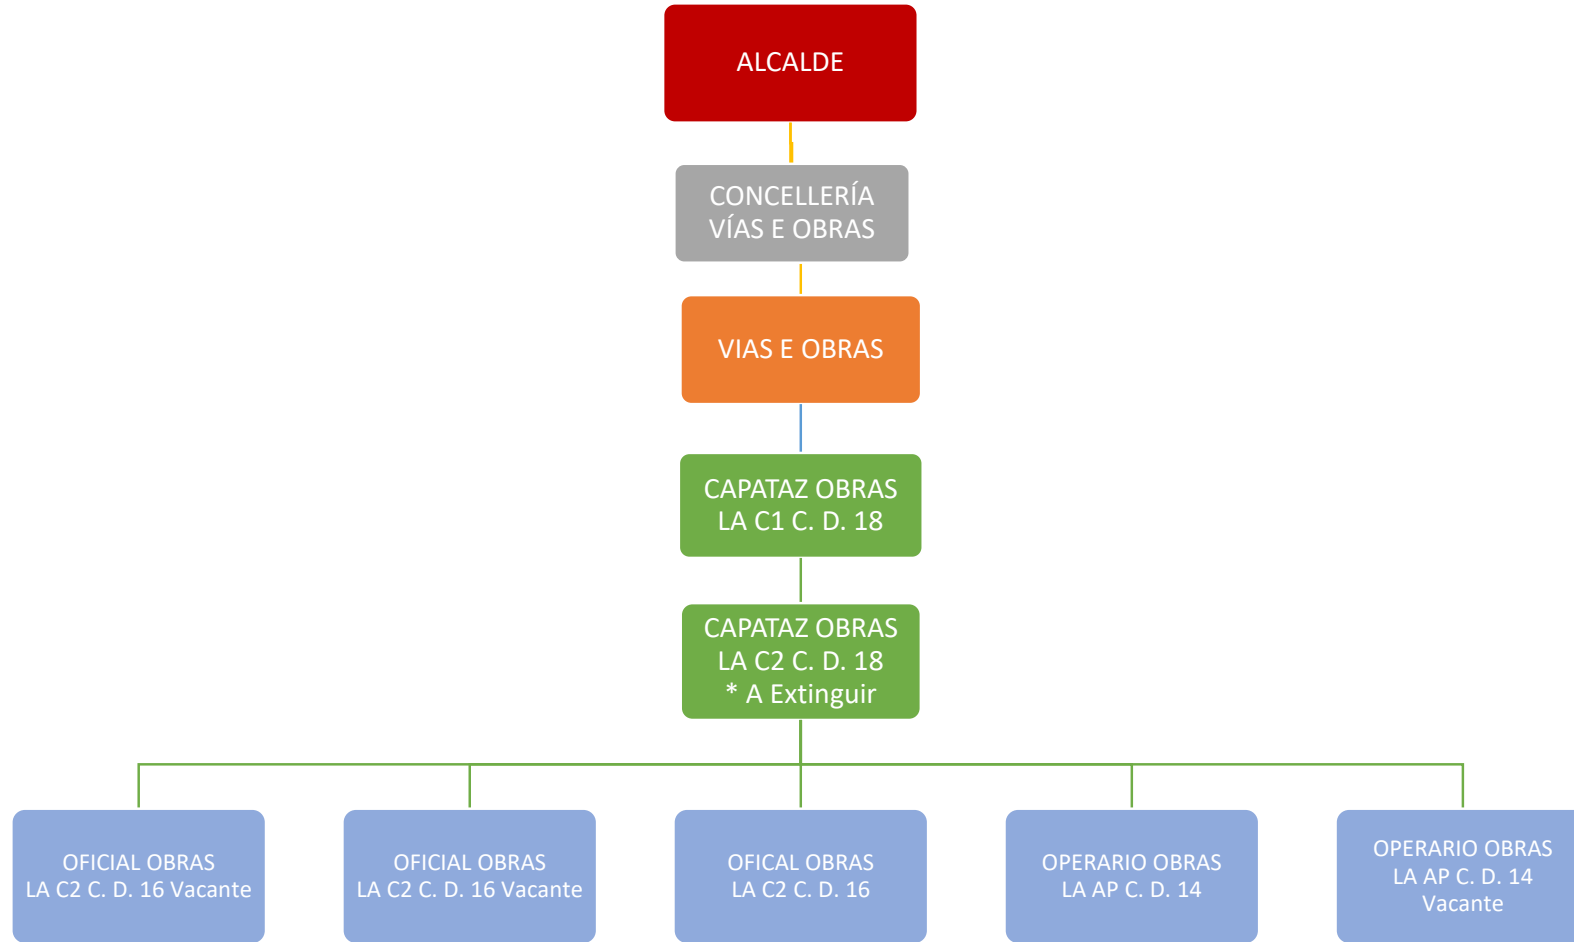 ALCALDE
CONCELLERÍA
VÍAS E OBRAS
VIAS E OBRAS
CAPATAZ OBRAS
LA C1 C. D. 18
CAPATAZ OBRAS
LA C2 C. D. 18
* A Extinguir
OFICIAL OBRAS
LA C2 C. D. 16 Vacante
OFICIAL OBRAS
LA C2 C. D. 16 Vacante
OFICAL OBRAS
LA C2 C. D. 16
OPERARIO OBRAS
LA AP C. D. 14
OPERARIO OBRAS
LA AP C. D. 14
Vacante